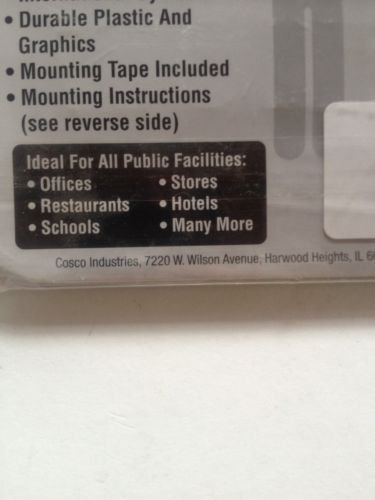 • Durable Plastic And
Graphics
• Mounting Tape Included
• Mounting Instructions
(see reverse side)
Ideal For All Public Facilities:
• Offices • Stores
• Restaurants • Hotels
• Schools • Many More
Cosco Industries, 7220 W. Wilson Avenue, Harwood Heights, IL